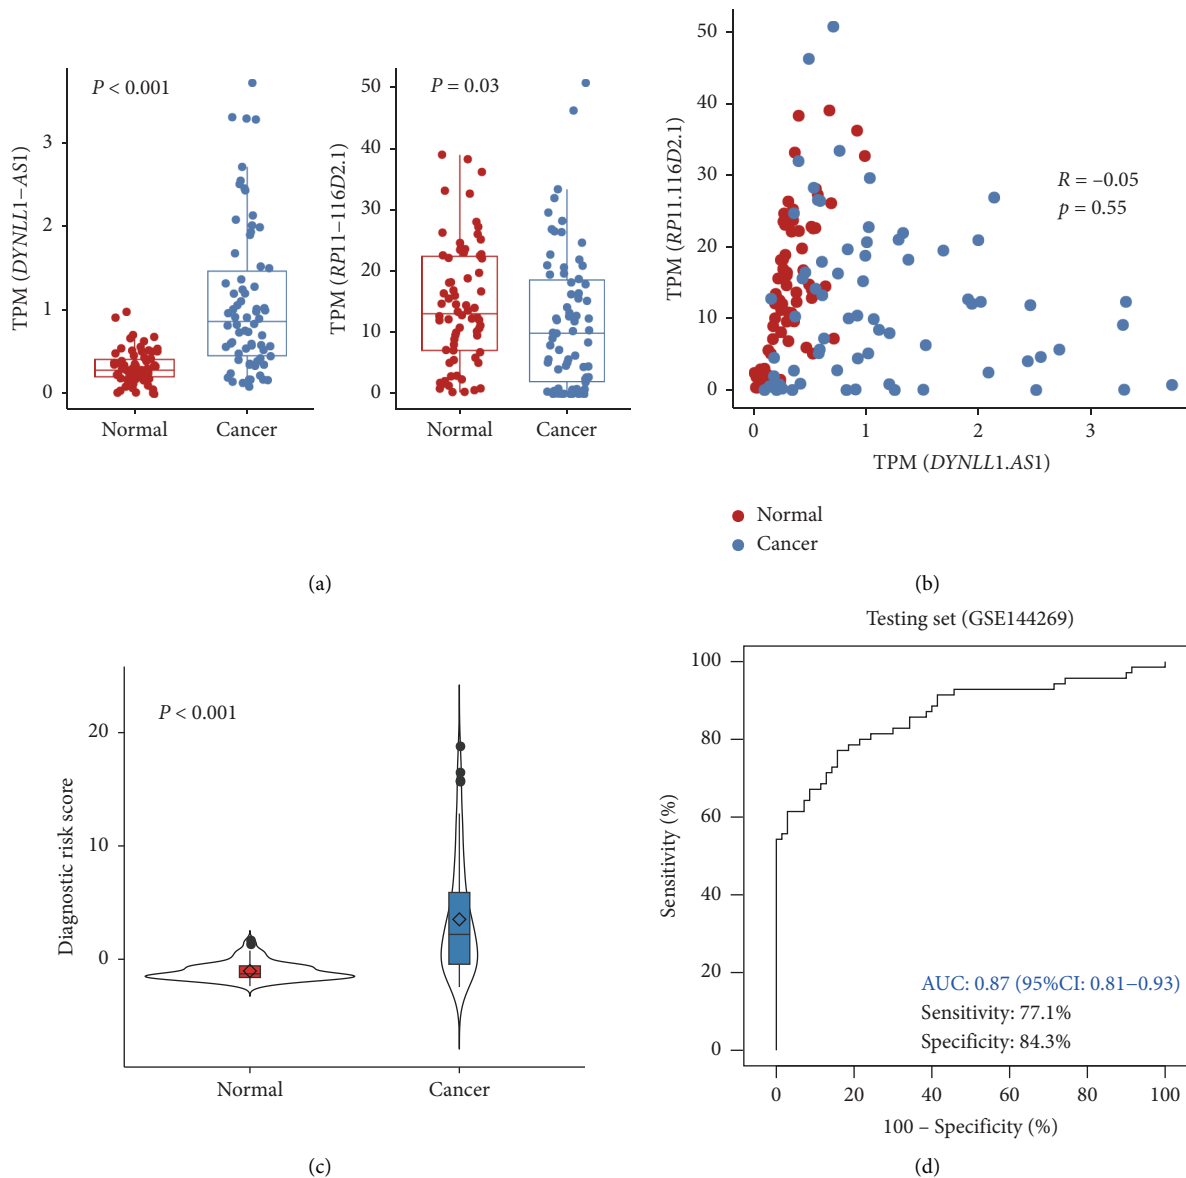 P < 0.001
TPM (DYNLL1−AS1)
3
2
1
0
Normal
Cancer
P = 0.03
TPM (RP11−116D2.1)
50
40
30
20
10
0
Normal
Cancer
(a)
TPM (RP11.116D2.1)
50
40
30
20
10
0
R = −0.05
p = 0.55
0
1
2
3
TPM (DYNLL1.AS1)
Normal
Cancer
(b)
P < 0.001
Diagnostic risk score
20
10
0
Normal
Cancer
(c)
Testing set (GSE144269)
Sensitivity (%)
100
80
60
40
20
0
AUC: 0.87 (95%CI: 0.81−0.93)
Sensitivity: 77.1%
Specificity: 84.3%
0
20
40
60
80
100
100 − Specificity (%)
(d)